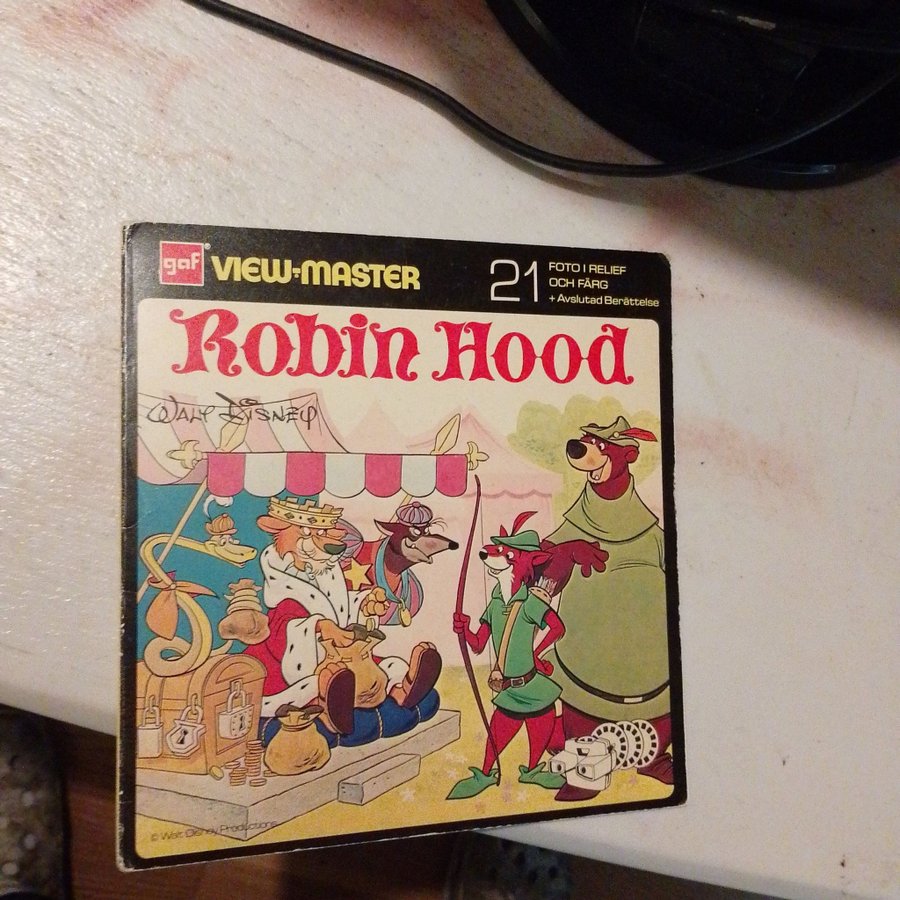 gaf® VIEW-MASTER
21
FOTO I RELIEF
OCH FÄRG
+ Avslutad Berättelse
Robin Hood
WALT DISNEY
© Walt Disney Productions